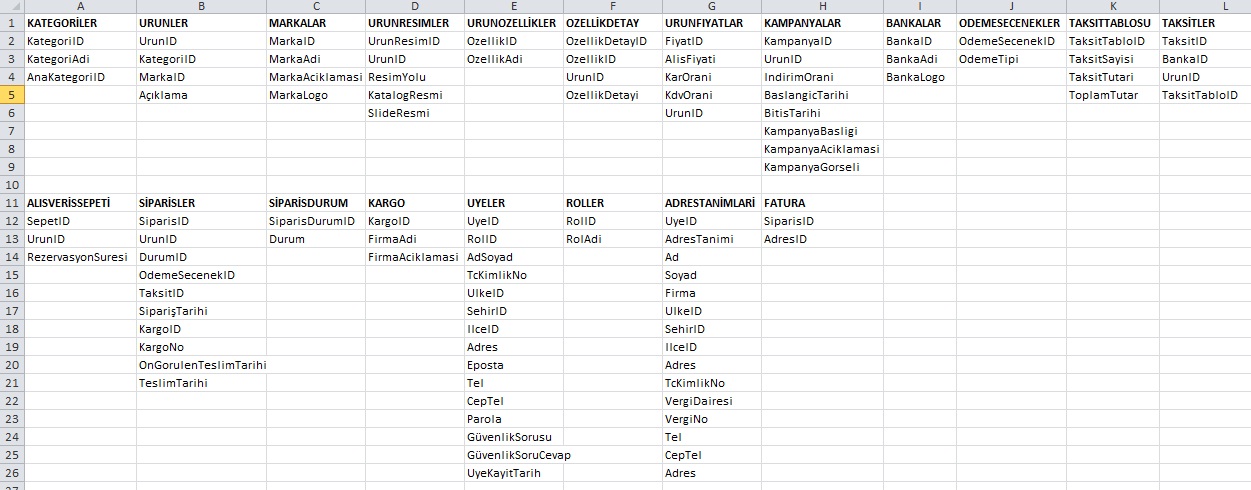 A B C D E F G H I J K L
1 KATEGORİLER URUNLER MARKALAR URUNRESIMLER URUNOZELLİKLER OZELLİKDETAY URUNFIYATLAR KAMPANYALAR BANKALAR ODEMESECENEKLER TAKSITTABLOSU TAKSİTLER
2 KategoriID UrunID MarkaID UrunResimID OzellikID OzellikDetayID FiyatID KampanyaID BankaID OdemeSecenekID TaksitTabloID TaksitID
3 KategoriAdi KategoriID MarkaAdi UrunID OzellikAdi OzellikID AlisFiyati UrunID BankaAdi OdemeTipi TaksitSayisi BankaID
4 AnaKategoriID MarkaID MarkaAciklamasi ResimYolu UrunID KarOrani IndirimOrani BankaLogo TaksitTutari UrunID
5 Açıklama MarkaLogo KatalogResmi OzellikDetayi KdvOrani BaslangicTarihi ToplamTutar TaksitTabloID
6 SlideResmi UrunID BitisTarihi
7 KampanyaBasligi
8 KampanyaAciklamasi
9 KampanyaGorseli
10
11 ALISVERİSSEPETİ SİPARİSLER SİPARİSDURUM KARGO UYELER ROLLER ADRESTANİMLARİ FATURA
12 SepetID SiparisID SiparisDurumID KargoID UyeID RolID UyeID SiparisID
13 UrunID UrunID Durum FirmaAdi RolID RolAdi AdresTanimi AdresID
14 RezervasyonSuresi DurumID FirmaAciklamasi AdSoyad Ad
15 OdemeSecenekID TcKimlikNo Soyad
16 TaksitID UlkeID Firma
17 SiparişTarihi SehirID UlkeID
18 KargoID IlceID SehirID
19 KargoNo Adres IlceID
20 OnGorulenTeslimTarihi Eposta Adres
21 TeslimTarihi Tel TcKimlikNo
22 CepTel VergiDairesi
23 Parola VergiNo
24 GüvenlikSorusu Tel
25 GüvenlikSoruCevap CepTel
26 UyeKayitTarih Adres